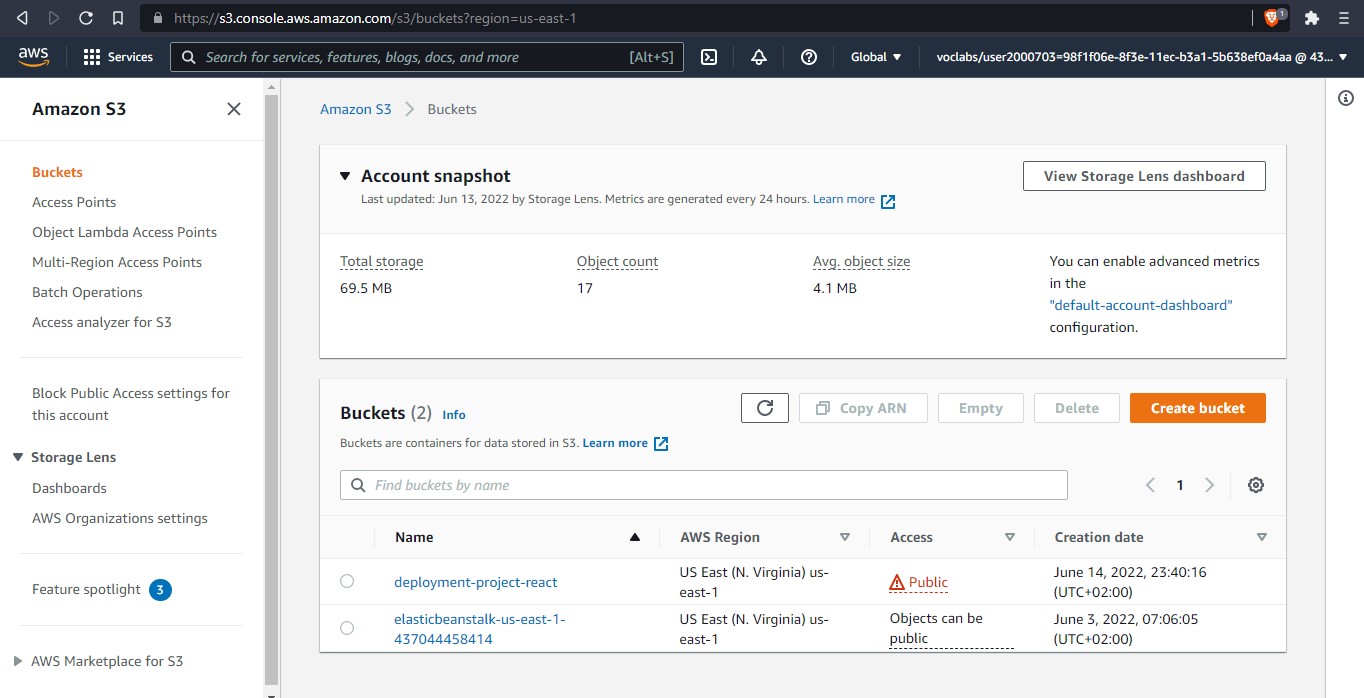 https://s3.console.aws.amazon.com/s3/buckets?region=us-east-1
1
aws
Services
Search for services, features, blogs, docs, and more
[Alt+S]
Global
voclabs/user2000703=98f1f06e-8f3e-11ec-b3a1-5b638ef0a4aa @ 43...
Amazon S3
Buckets
Access Points
Object Lambda Access Points
Multi-Region Access Points
Batch Operations
Access analyzer for S3
Block Public Access settings for
this account
Storage Lens
Dashboards
AWS Organizations settings
Feature spotlight 3
AWS Marketplace for S3
Amazon S3 > Buckets
Account snapshot
Last updated: Jun 13, 2022 by Storage Lens. Metrics are generated every 24 hours. Learn more
View Storage Lens dashboard
Total storage
69.5 MB
Object count
17
Avg. object size
4.1 MB
You can enable advanced metrics
in the
"default-account-dashboard"
configuration.
Buckets (2) Info
Buckets are containers for data stored in S3. Learn more
Copy ARN
Empty
Delete
Create bucket
Find buckets by name
1
Name
AWS Region
Access
Creation date
deployment-project-react
US East (N. Virginia) us-
east-1
Public
June 14, 2022, 23:40:16
(UTC+02:00)
elasticbeanstalk-us-east-1-
437044458414
US East (N. Virginia) us-
east-1
Objects can be
public
June 3, 2022, 07:06:05
(UTC+02:00)